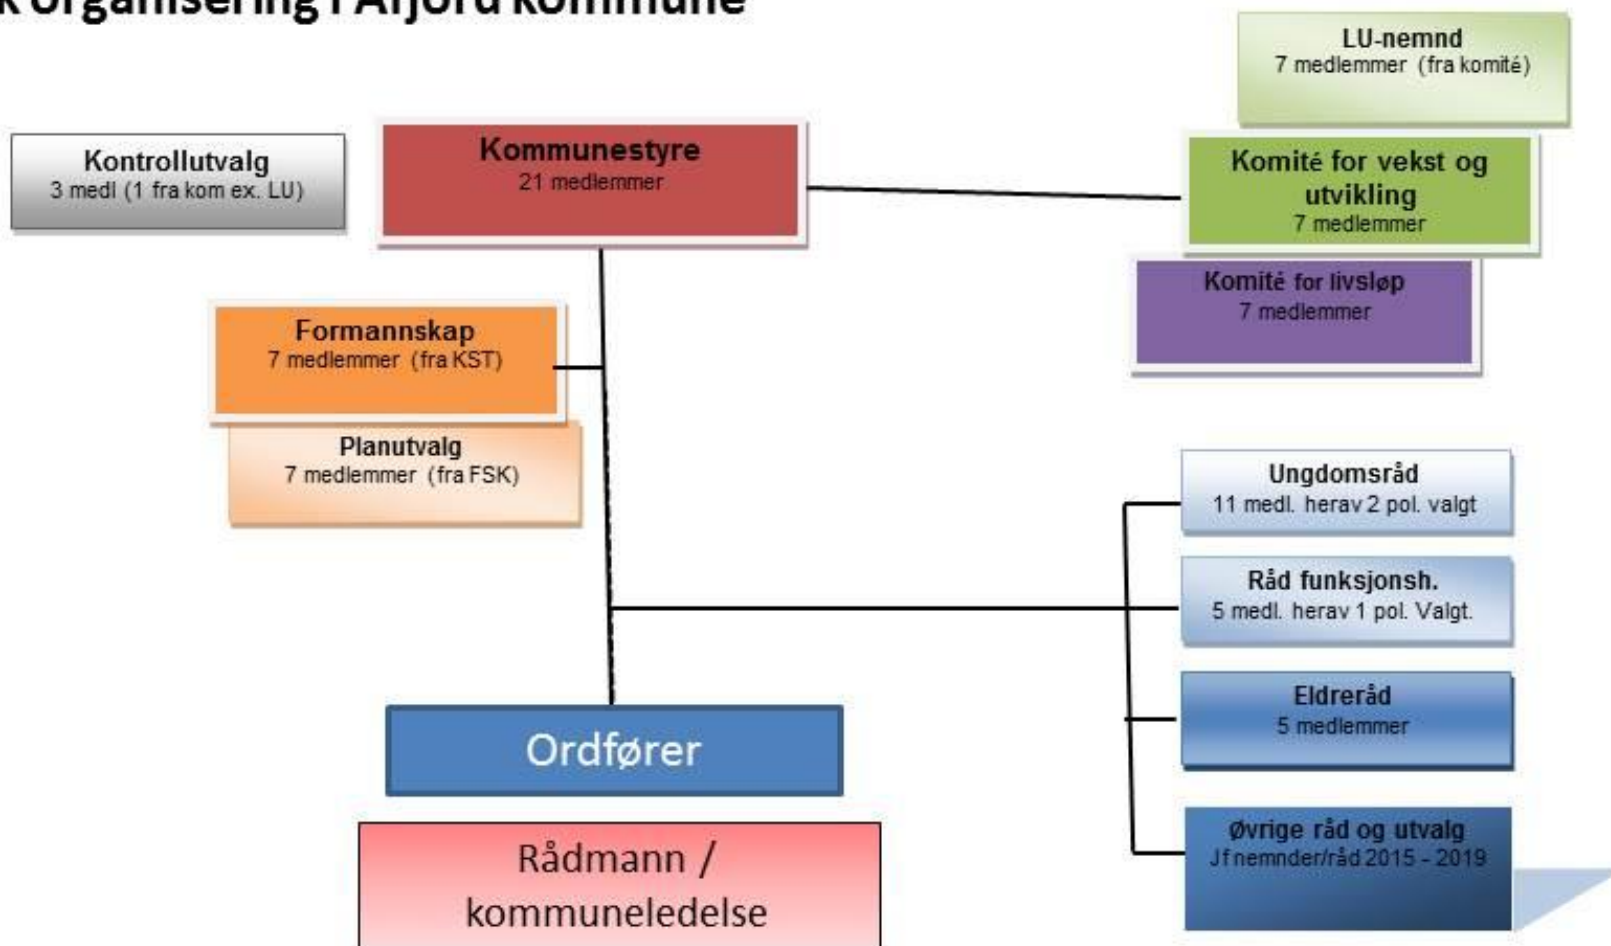 k organisering i Åfjord kommune
LU-nemnd
7 medlemmer (fra komité)
Kontrollutvalg
3 medl (1 fra kom ex. LU)
Kommunestyre
21 medlemmer
Komité for vekst og
utvikling
7 medlemmer
Komité for livsløp
7 medlemmer
Formannskap
7 medlemmer (fra KST)
Planutvalg
7 medlemmer (fra FSK)
Ungdomsråd
11 medl. herav 2 pol. valgt
Råd funksjonsh.
5 medl. herav 1 pol. Valgt.
Eldreråd
5 medlemmer
Øvrige råd og utvalg
Jf nemnder/råd 2015 - 2019
Ordfører
Rådmann /
kommuneledelse